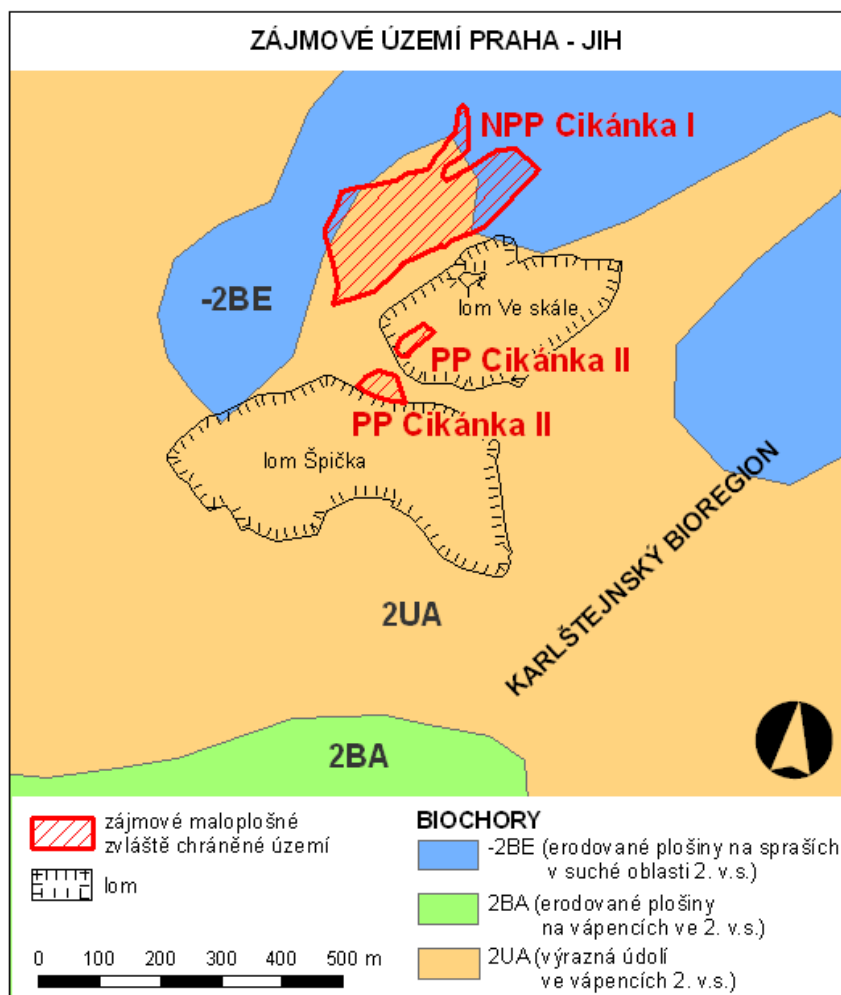 ZÁJMOVÉ ÚZEMÍ PRAHA - JIH
NPP Cikánka I
-2BE
lom Ve skále
PP Cikánka II
PP Cikánka II
lom Špička
KARLŠTEJNSKÝ BIOREGION
2UA
2BA
zájmové maloplošné
zvláště chráněné území
lom
0 100 200 300 400 500 m
BIOCHORY
-2BE (erodované plošiny na spraších
v suché oblasti 2. v.s.)
2BA (erodované plošiny
na vápencích ve 2. v.s.)
2UA (výrazná údolí
ve vápencích 2. v.s.)